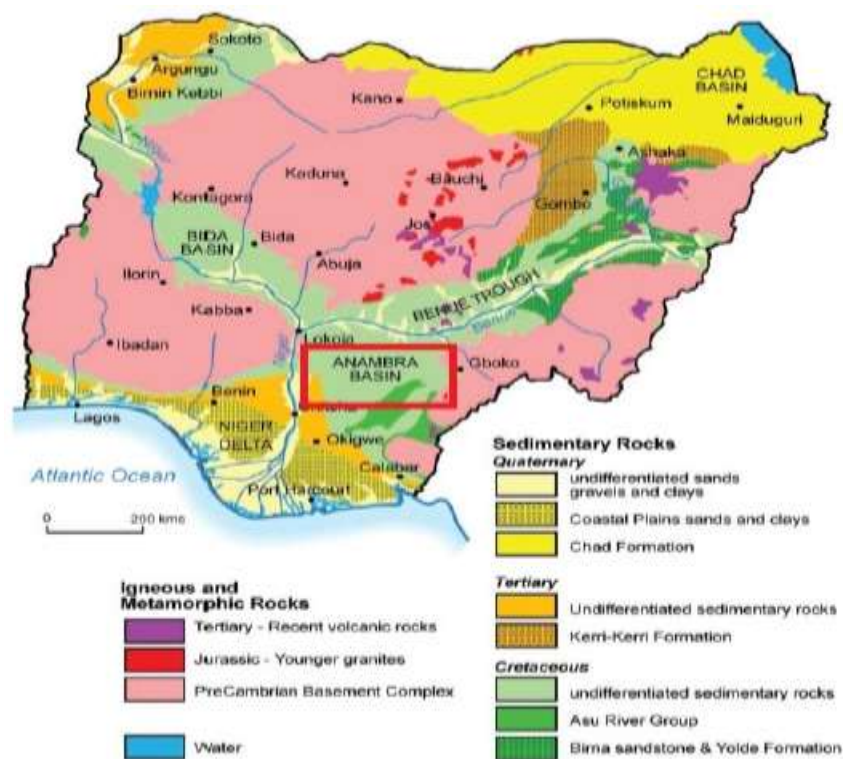 Sokoto
Argungu
Birnin Kebbi
Kano
CHAD
BASIN
Potiskum
Maiduguri
Ashaka
Niger
Kaduna
Bauchi
Kontagora
Gombe
Jos
BIDA
BASIN
Bida
Abuja
Ilorin
BENUE TROUGH
Benue
Kabba
Lokoja
Ibadan
Niger
ANAMBRA
BASIN
Gboko
Benin
Lagos
NIGER
DELTA
Okigwe
Calabar
Port Harcourt
Atlantic Ocean
0 200 kms
Sedimentary Rocks
Quaternary
undifferentiated sands
gravels and clays
Coastal Plains sands and clays
Chad Formation
Igneous and
Metamorphic Rocks
Tertiary - Recent volcanic rocks
Jurassic - Younger granites
PreCambrian Basement Complex
Water
Tertiary
Undifferentiated sedimentary rocks
Kerri-Kerri Formation
Cretaceous
undifferentiated sedimentary rocks
Asu River Group
Bima sandstone & Yolde Formation